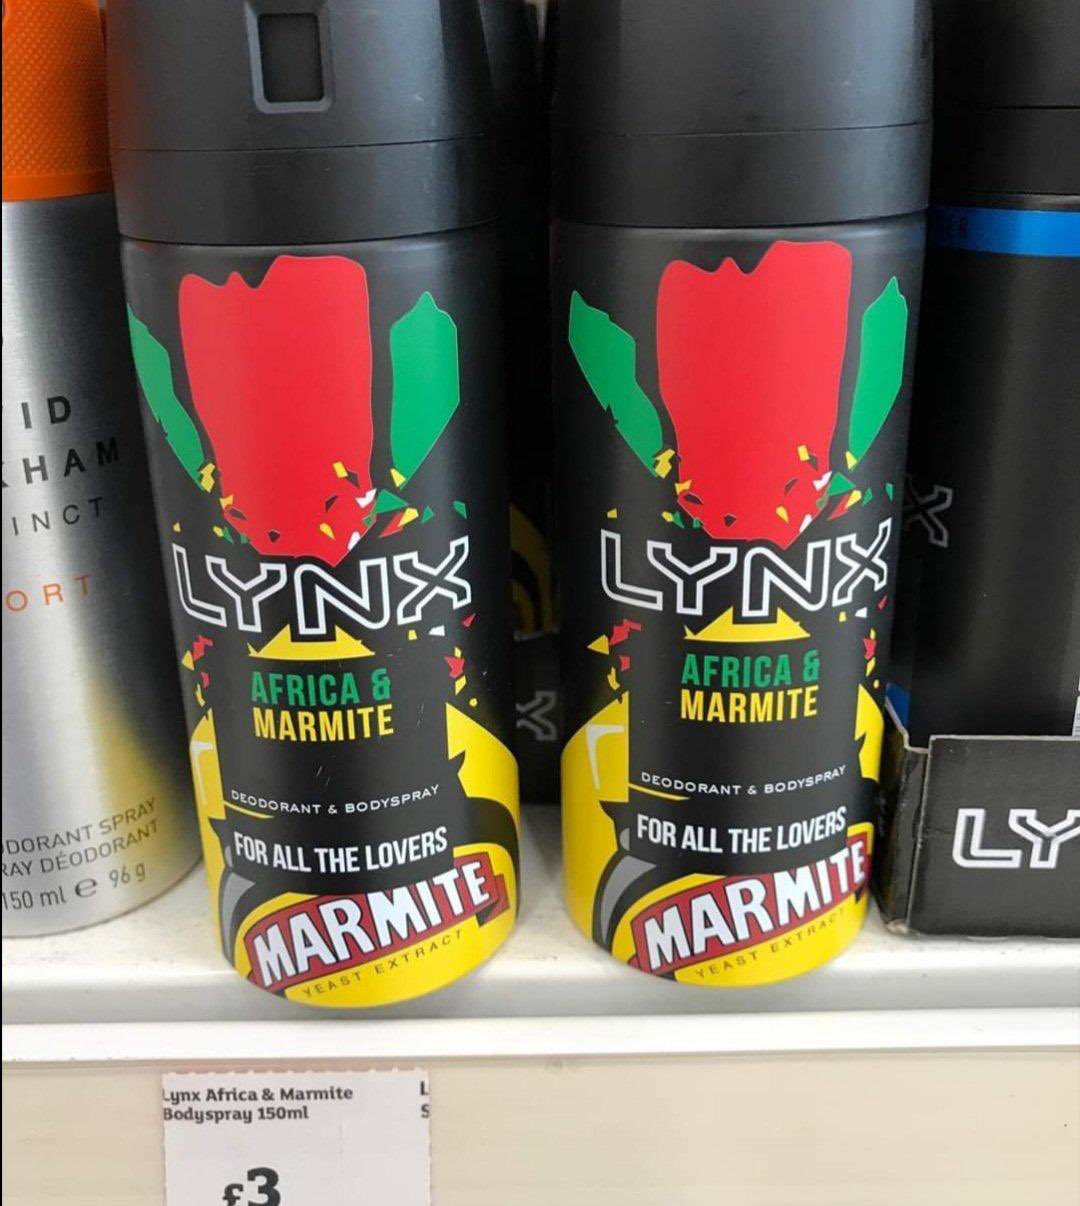 LYNX
AFRICA &
MARMITE
DEODORANT & BODYSPRAY
FOR ALL THE LOVERS
MARMITE
YEAST EXTRACT
LYNX
AFRICA &
MARMITE
DEODORANT & BODYSPRAY
FOR ALL THE LOVERS
MARMITE
YEAST EXTRACT
ID
HAM
INCT
ORT
DORANT SPRAY
RAY DÉODORANT
150 ml e 96 g
X
Y
LY
Lynx Africa & Marmite
Bodyspray 150ml
£3
L
S